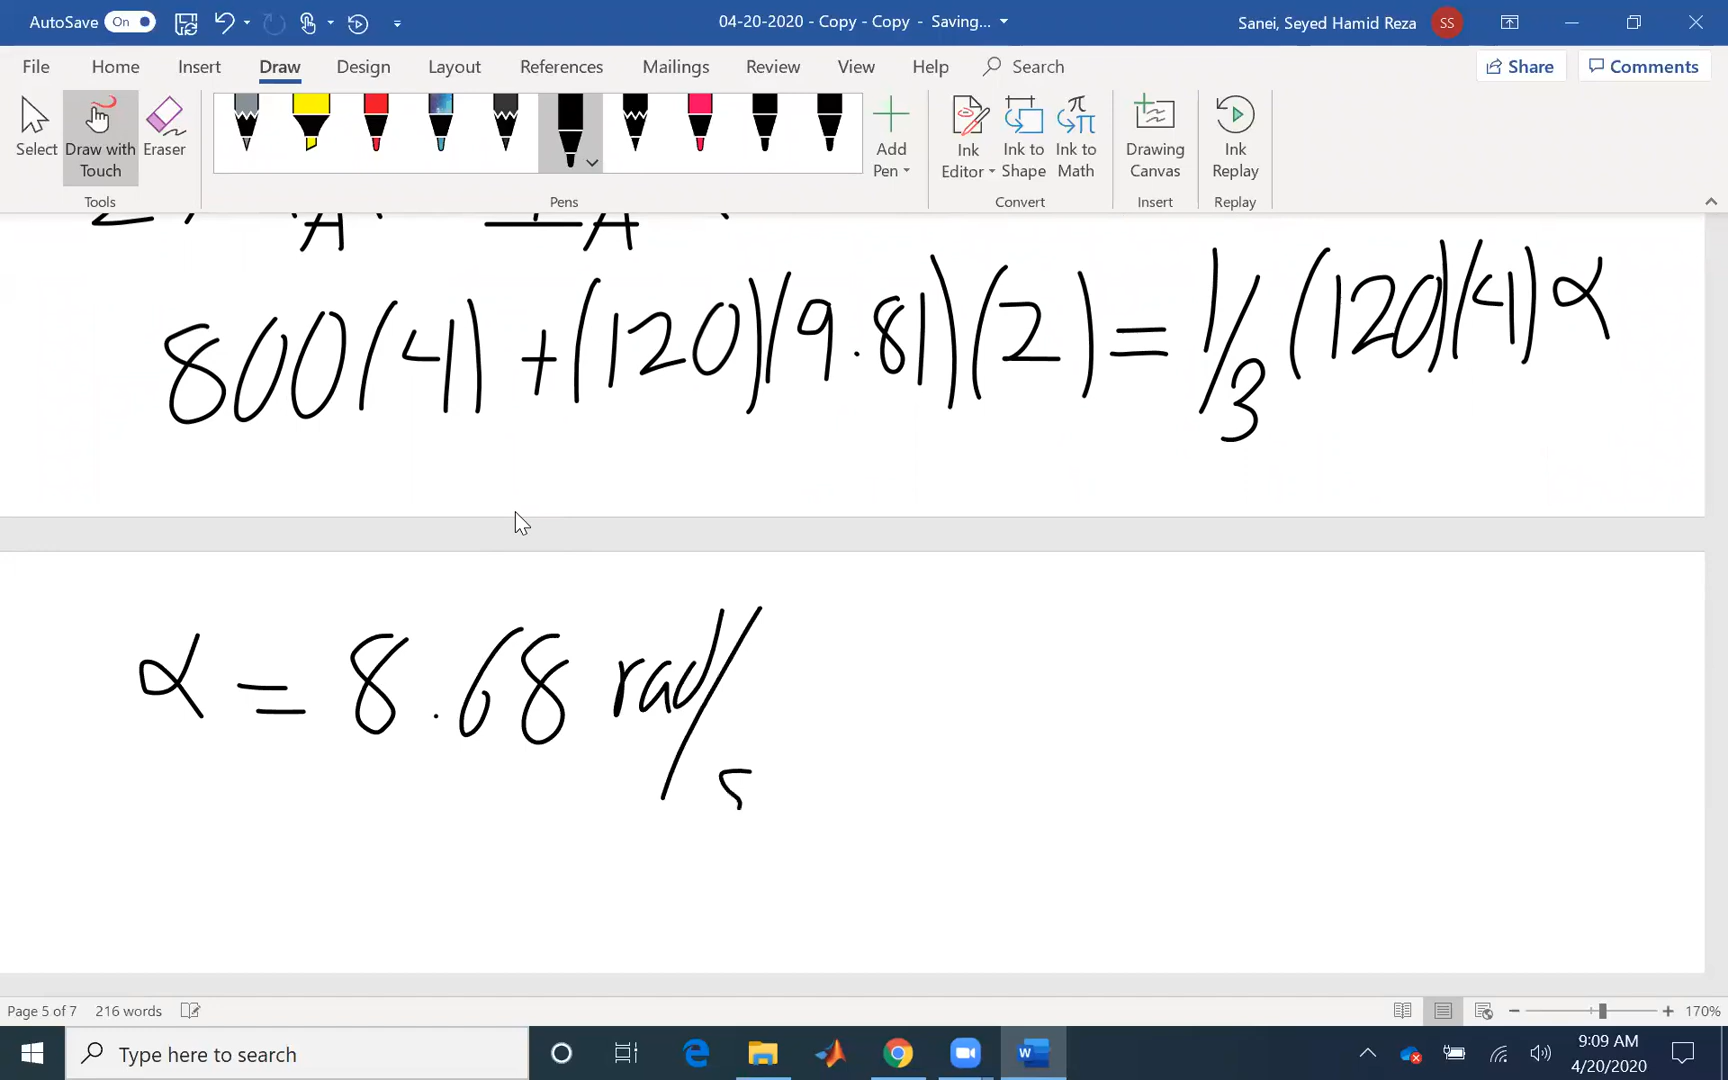 AutoSave On 04-20-2020 - Copy - Copy - Saving... Sanei, Seyed Hamid Reza SS
File Home Insert Draw Design Layout References Mailings Review View Help Search Share Comments
Select Draw with Touch Eraser Add Pen Ink Editor Ink to Shape Ink to Math Drawing Canvas Ink Replay
Tools Pens Convert Insert Replay
800(4) + (120)(9.81)(2) = 1/3 (120)(4) α
α = 8.68 rad/s
Page 5 of 7 216 words 170%
Type here to search 9:09 AM
4/20/2020